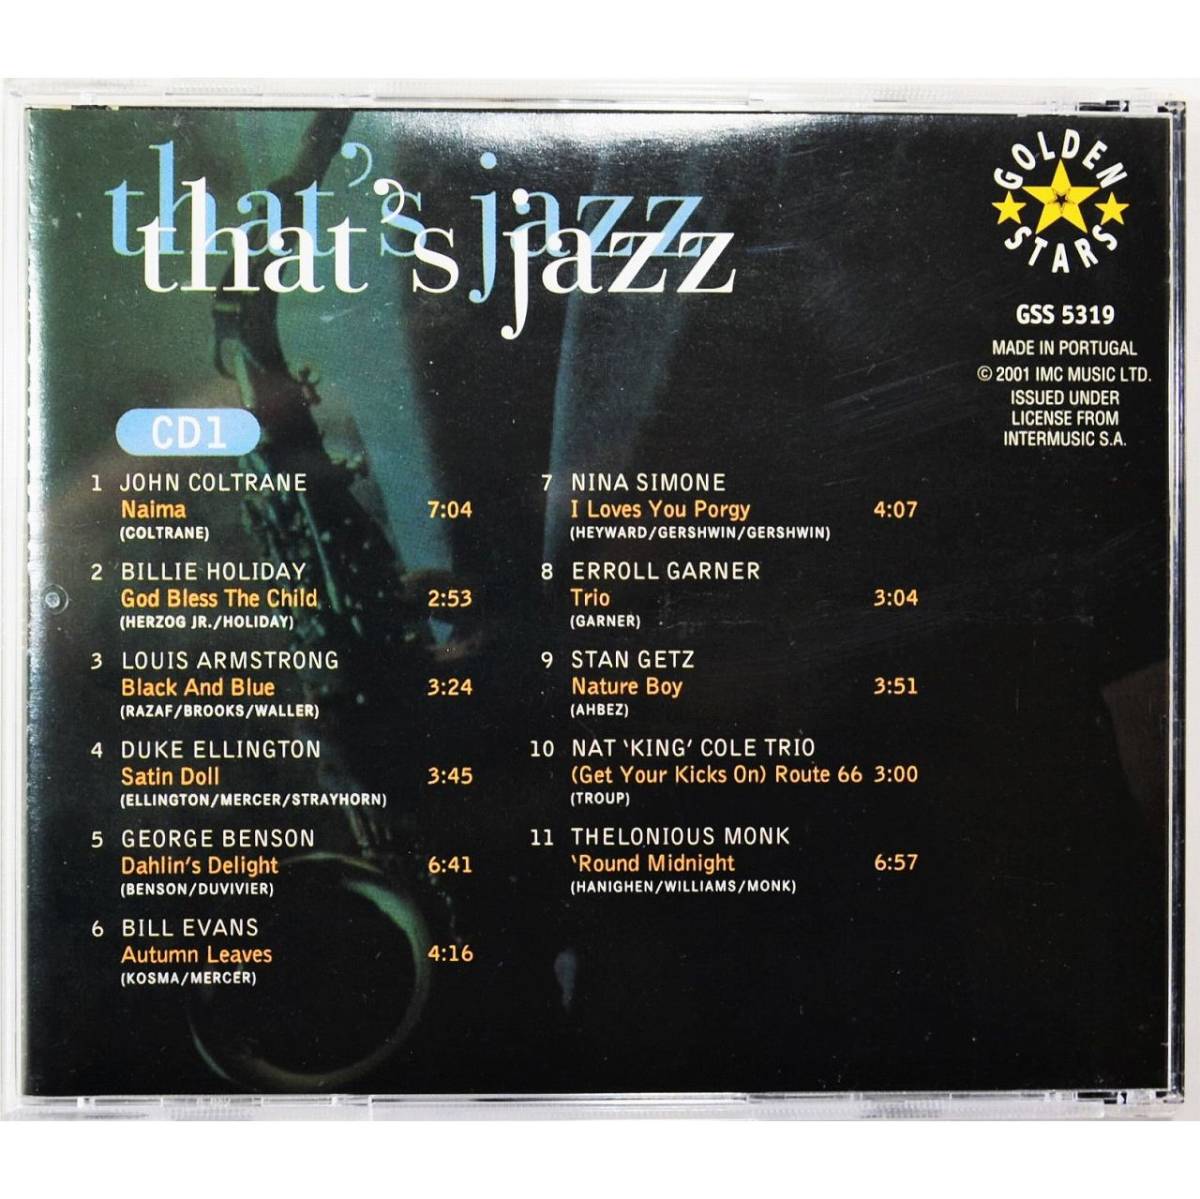 that's jazz
that's jazz
GOLDEN
STARS
GSS 5319
MADE IN PORTUGAL
© 2001 IMC MUSIC LTD.
ISSUED UNDER
LICENSE FROM
INTERMUSIC S.A.
CD1
1 JOHN COLTRANE
Naima 7:04
(COLTRANE)
2 BILLIE HOLIDAY
God Bless The Child 2:53
(HERZOG JR./HOLIDAY)
3 LOUIS ARMSTRONG
Black And Blue 3:24
(RAZAF/BROOKS/WALLER)
4 DUKE ELLINGTON
Satin Doll 3:45
(ELLINGTON/MERCER/STRAYHORN)
5 GEORGE BENSON
Dahlin's Delight 6:41
(BENSON/DUVIVIER)
6 BILL EVANS
Autumn Leaves 4:16
(KOSMA/MERCER)
7 NINA SIMONE
I Loves You Porgy 4:07
(HEYWARD/GERSHWIN/GERSHWIN)
8 ERROLL GARNER
Trio 3:04
(GARNER)
9 STAN GETZ
Nature Boy 3:51
(AHBEZ)
10 NAT ‘KING’ COLE TRIO
(Get Your Kicks On) Route 66 3:00
(TROUP)
11 THELONIOUS MONK
‘Round Midnight 6:57
(HANIGHEN/WILLIAMS/MONK)